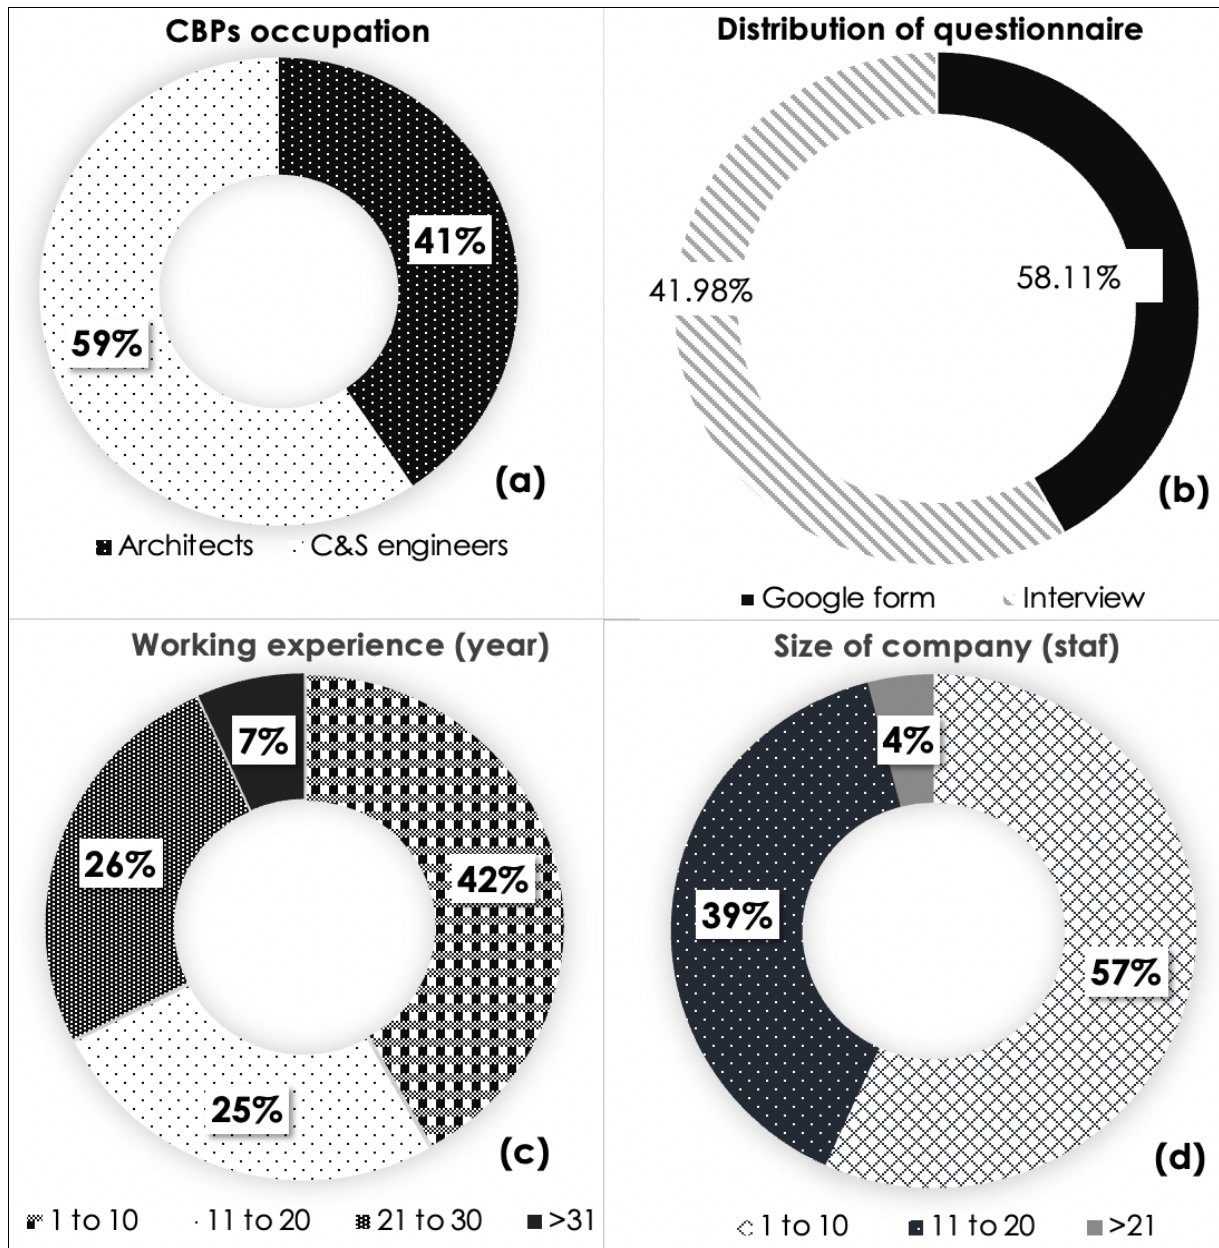 CBPs occupation
41%
59%
(a)
Architects C&S engineers
Distribution of questionnaire
58.11%
41.98%
(b)
Google form Interview
Working experience (year)
7%
26%
42%
25%
(c)
1 to 10 11 to 20 21 to 30 >31
Size of company (staf)
4%
39%
57%
(d)
1 to 10 11 to 20 >21